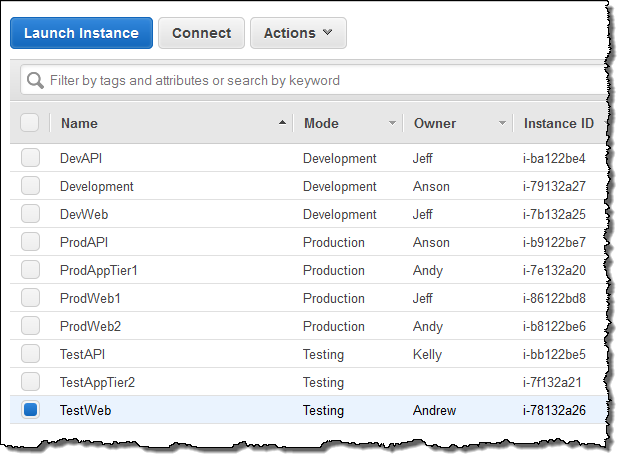 Launch Instance Connect Actions
Filter by tags and attributes or search by keyword
Name Mode Owner Instance ID
DevAPI Development Jeff i-ba122be4
Development Development Anson i-79132a27
DevWeb Development Jeff i-7b132a25
ProdAPI Production Anson i-b9122be7
ProdAppTier1 Production Andy i-7e132a20
ProdWeb1 Production Jeff i-86122bd8
ProdWeb2 Production Andy i-b8122be6
TestAPI Testing Kelly i-bb122be5
TestAppTier2 Testing i-7f132a21
TestWeb Testing Andrew i-78132a26